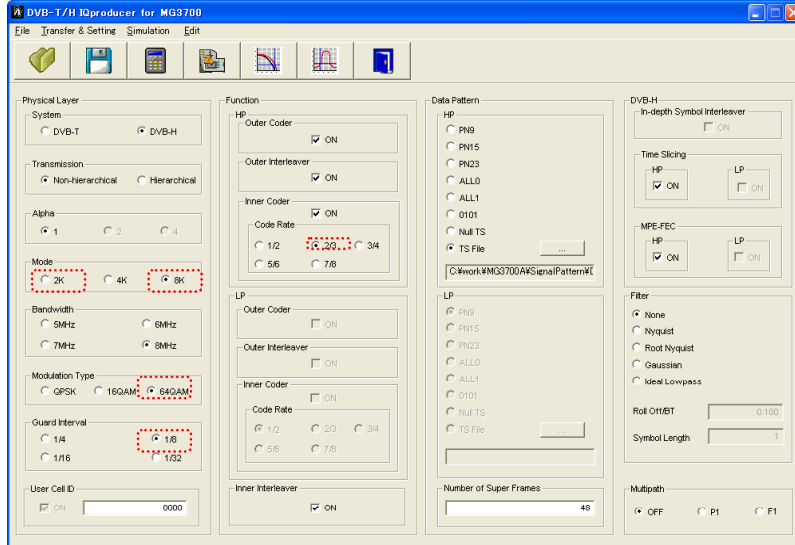 DVB-T/H IQproducer for MG3700
File Transfer & Setting Simulation Edit
Physical Layer
System
DVB-T DVB-H
Transmission
Non-hierarchical Hierarchical
Alpha
1 2 4
Mode
2K 4K 8K
Bandwidth
5MHz 6MHz
7MHz 8MHz
Modulation Type
QPSK 16QAM 64QAM
Guard Interval
1/4 1/8
1/16 1/32
User Cell ID
ON 0000
Function
HP
Outer Coder
ON
Outer Interleaver
ON
Inner Coder
ON
Code Rate
1/2 2/3 3/4
5/6 7/8
LP
Outer Coder
ON
Outer Interleaver
ON
Inner Coder
ON
Code Rate
1/2 2/3 3/4
5/6 7/8
Inner Interleaver
ON
Data Pattern
HP
PN9
PN15
PN23
ALL0
ALL1
0101
Null TS
TS File ...
C:¥work¥MG3700A¥SignalPattern¥D
LP
PN9
PN15
PN23
ALL0
ALL1
0101
Null TS
TS File ...
Number of Super Frames
48
DVB-H
In-depth Symbol Interleaver
ON
Time Slicing
HP LP
ON ON
MPE-FEC
HP LP
ON ON
Filter
None
Nyquist
Root Nyquist
Gaussian
Ideal Lowpass
Roll Off/BT 0.100
Symbol Length 1
Multipath
OFF P1 F1